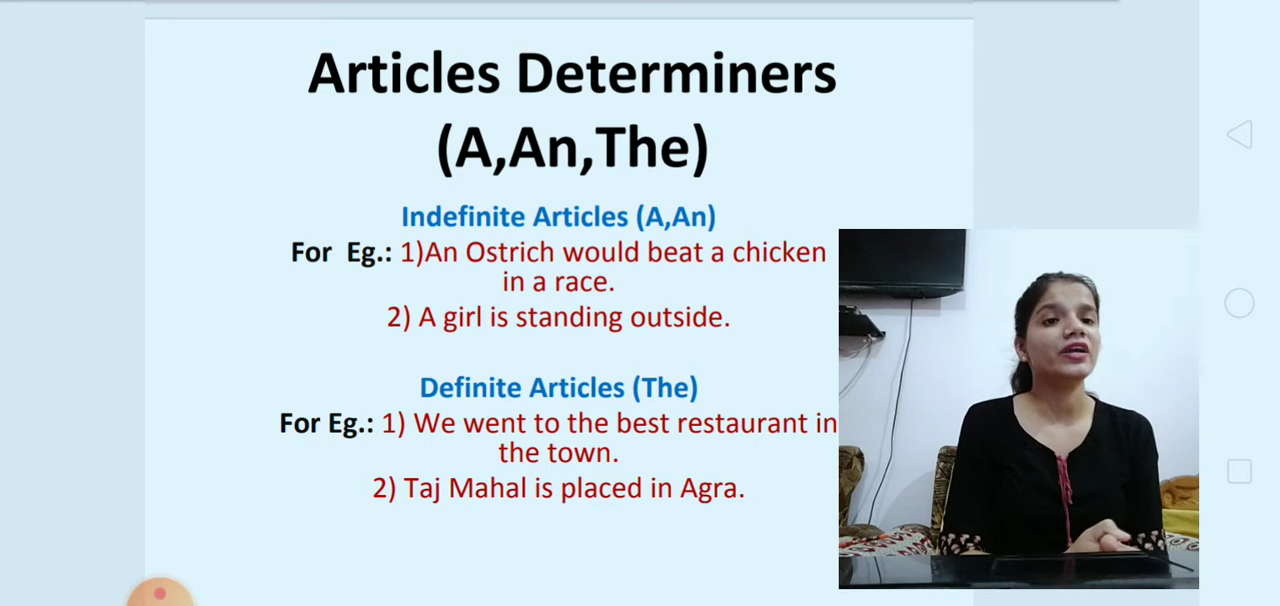 Articles Determiners
(A,An,The)
Indefinite Articles (A,An)
For Eg.: 1)An Ostrich would beat a chicken
in a race.
2) A girl is standing outside.
Definite Articles (The)
For Eg.: 1) We went to the best restaurant in
the town.
2) Taj Mahal is placed in Agra.